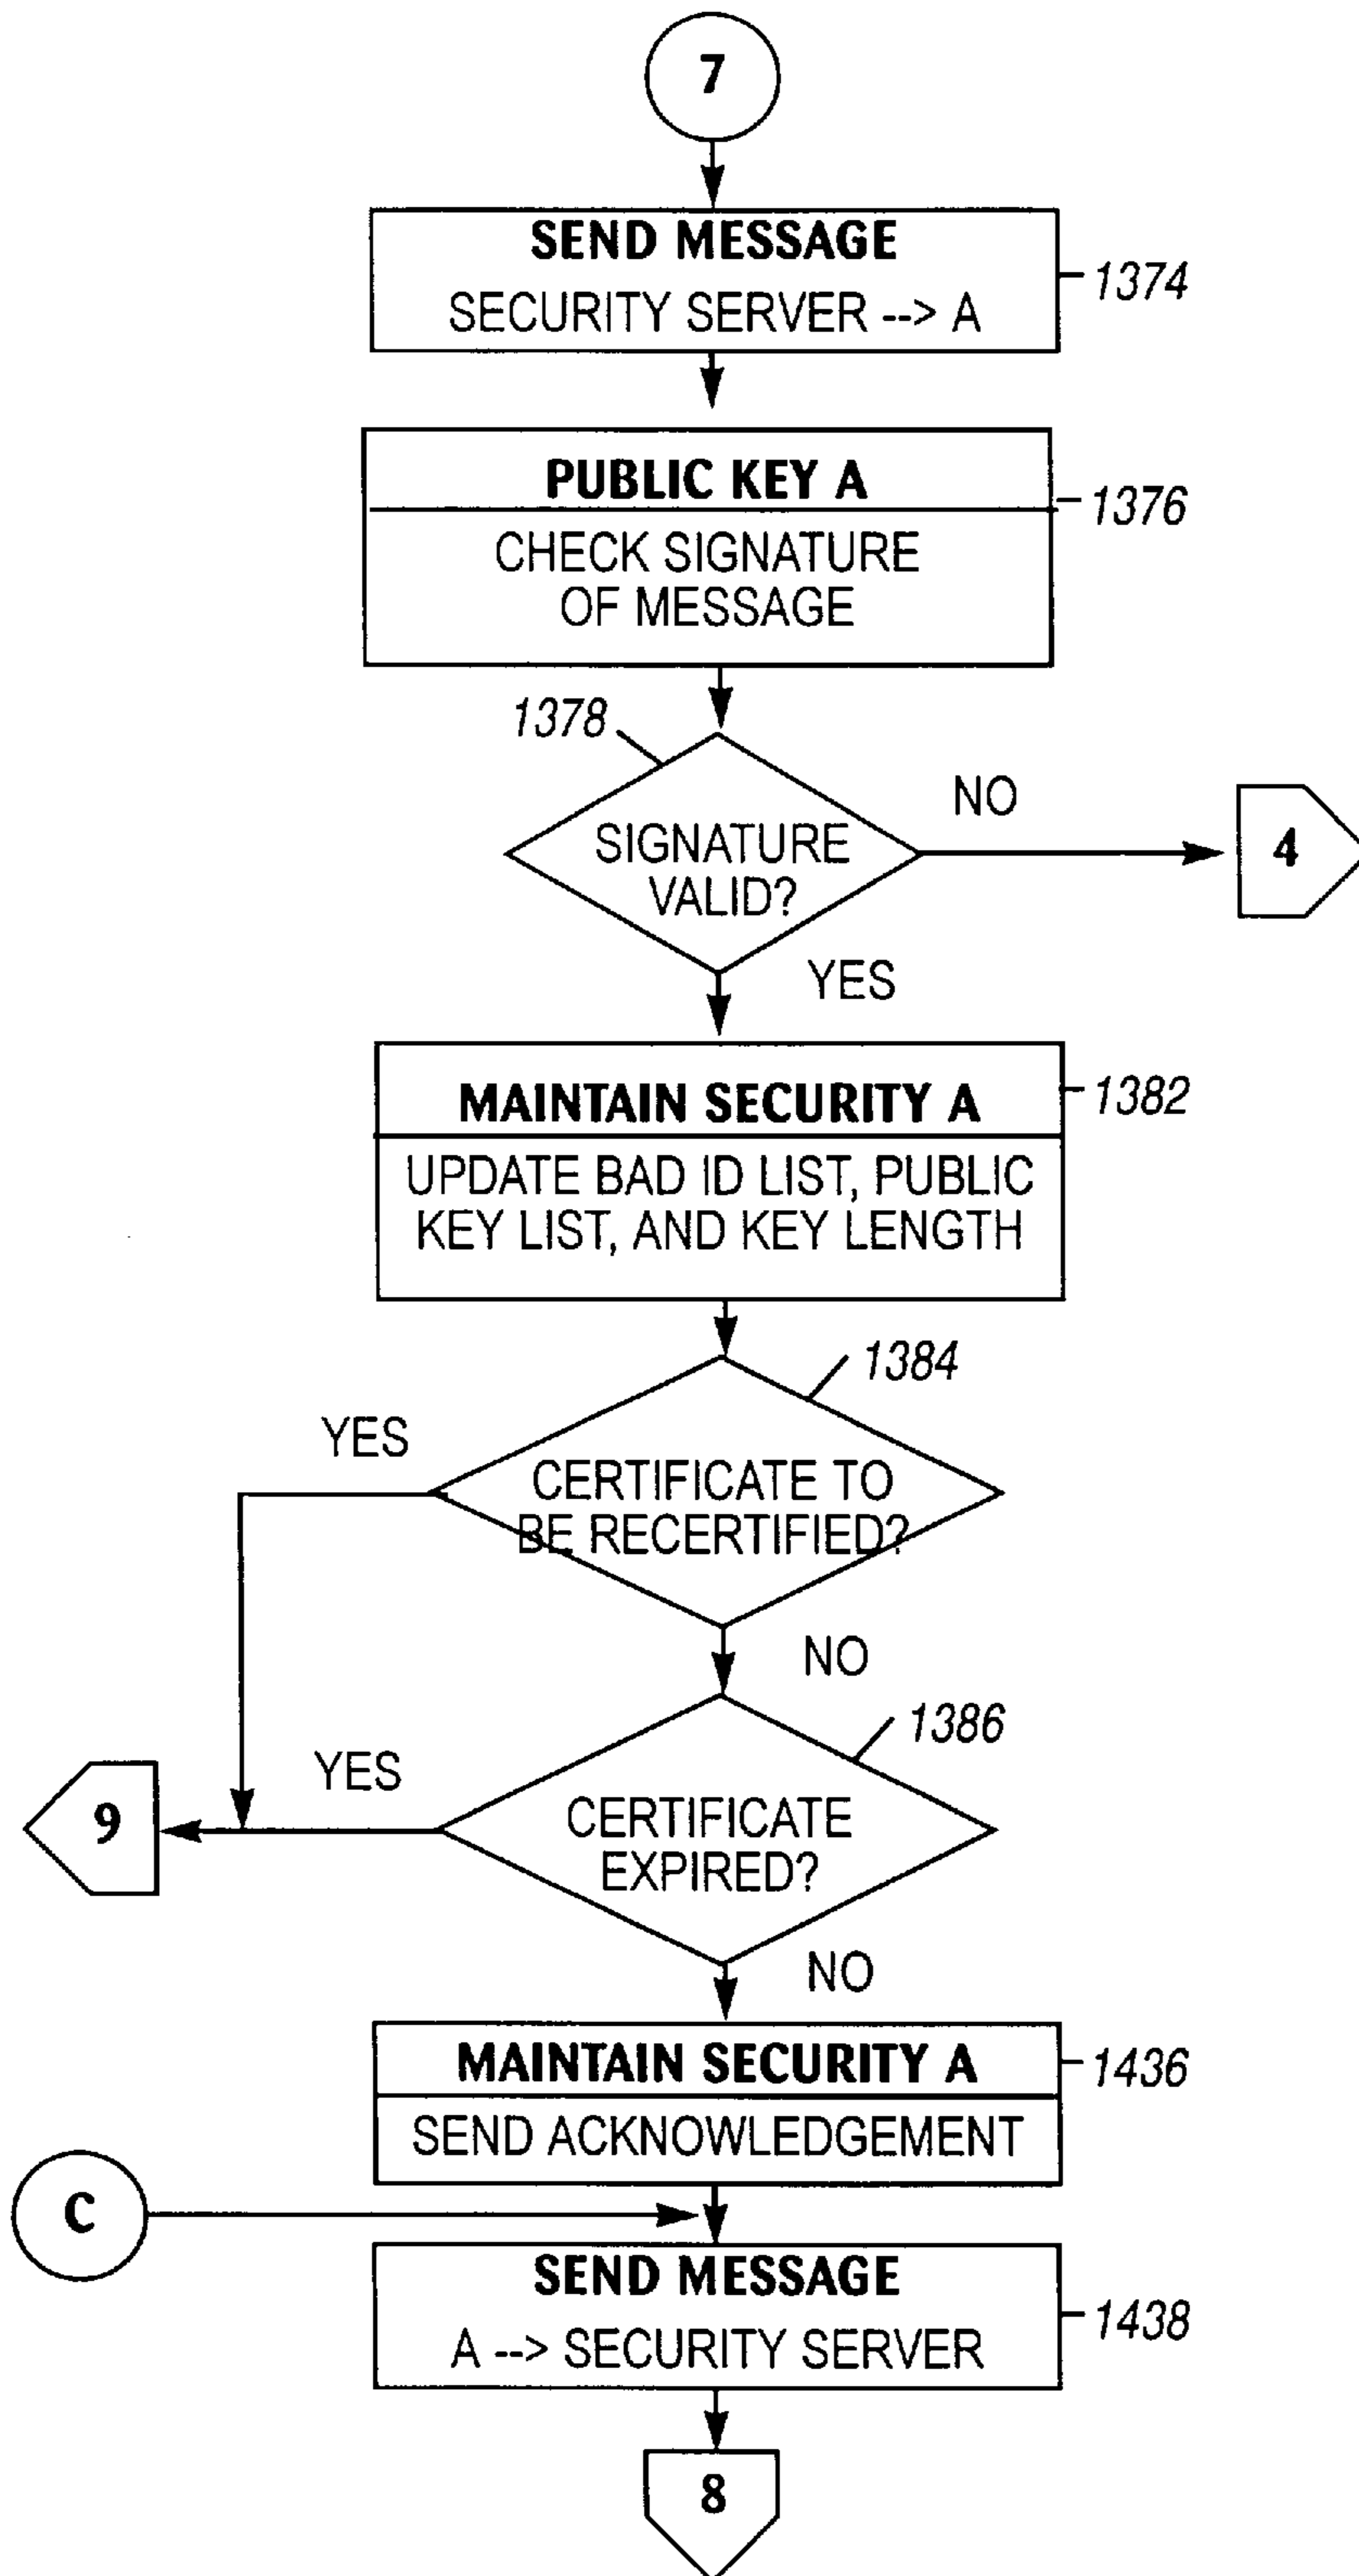 7
SEND MESSAGE
SECURITY SERVER --> A
1374
PUBLIC KEY A
1376
CHECK SIGNATURE
OF MESSAGE
1378
SIGNATURE
VALID?
NO
4
YES
MAINTAIN SECURITY A
1382
UPDATE BAD ID LIST, PUBLIC
KEY LIST, AND KEY LENGTH
1384
YES
CERTIFICATE TO
BE RECERTIFIED?
NO
1386
YES
9
CERTIFICATE
EXPIRED?
NO
MAINTAIN SECURITY A
1436
SEND ACKNOWLEDGEMENT
C
SEND MESSAGE
A --> SECURITY SERVER
1438
8